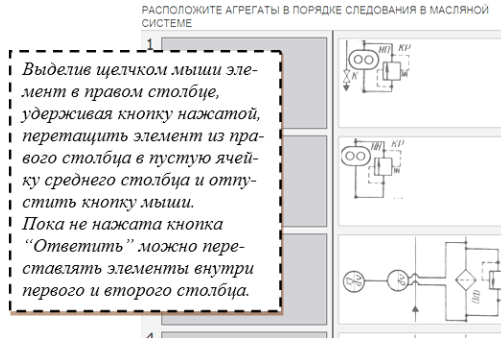 РАСПОЛОЖИТЕ АГРЕГАТЫ В ПОРЯДКЕ СЛЕДОВАНИЯ В МАСЛЯНОЙ
СИСТЕМЕ
1
Выделив щелчком мыши эле-
мент в правом столбце,
удерживая кнопку нажатой,
перетащить элемент из пра-
вого столбца в пустую ячей-
ку среднего столбца и отпу-
стить кнопку мыши.
Пока не нажата кнопка
“Ответить” можно пере-
ставлять элементы внутри
первого и второго столбца.
НП КР
К
КР
4